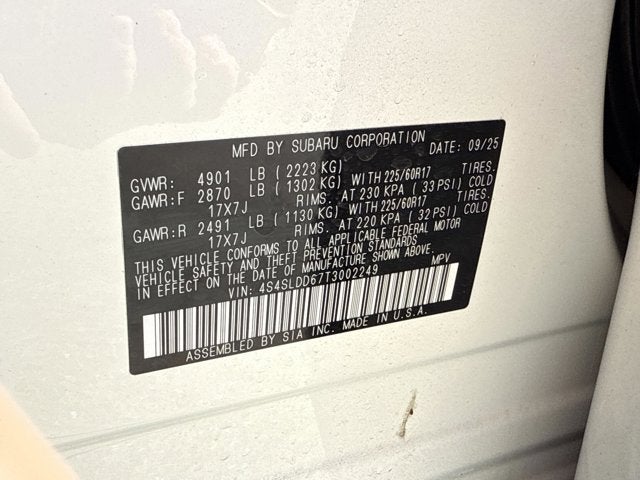 MFD BY SUBARU CORPORATION DATE: 09/25
GVWR: 4901 LB ( 2223 KG)
GAWR:F 2870 LB ( 1302 KG) WITH 225/60R17 TIRES.
17X7J RIMS. AT 230 KPA ( 33 PSI) COLD
GAWR:R 2491 LB ( 1130 KG) WITH 225/60R17 TIRES.
17X7J RIMS. AT 220 KPA ( 32 PSI) COLD
THIS VEHICLE CONFORMS TO ALL APPLICABLE FEDERAL MOTOR
VEHICLE SAFETY AND THEFT PREVENTION STANDARDS
IN EFFECT ON THE DATE OF MANUFACTURE SHOWN ABOVE.
VIN: 4S4SLDD67T3002249 MPV
ASSEMBLED BY SIA INC. MADE IN U.S.A.